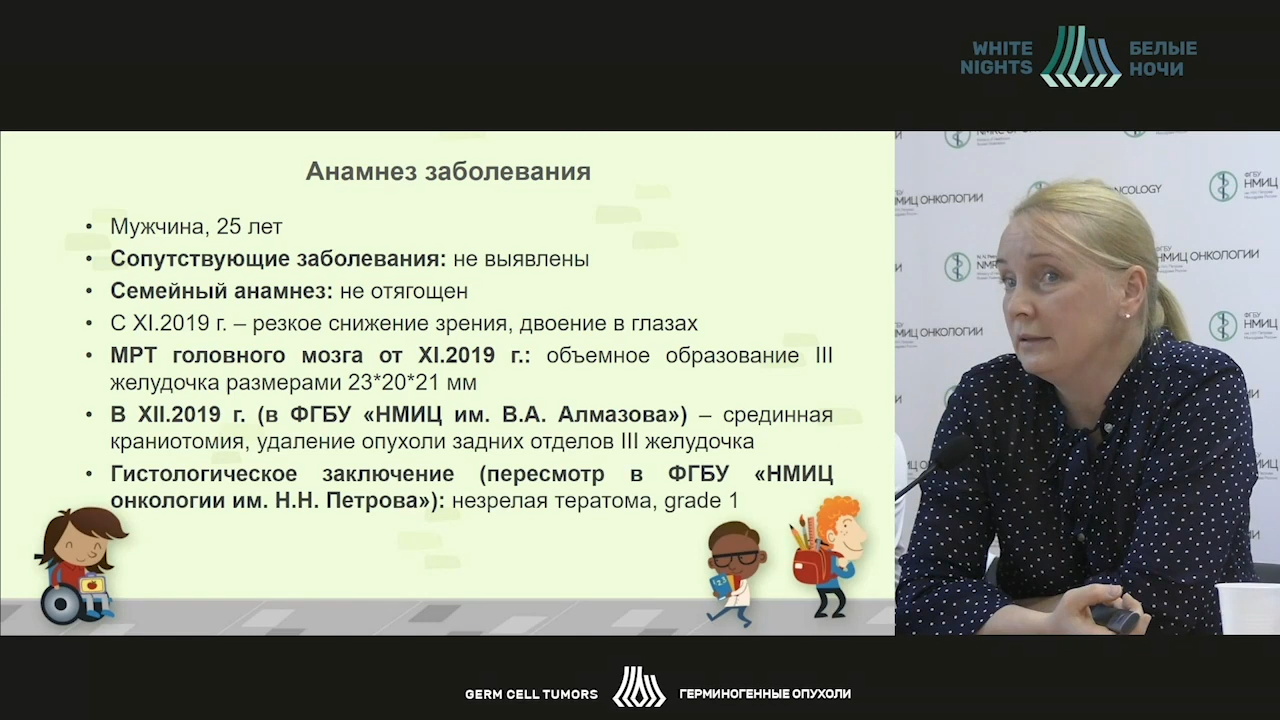 WHITE
NIGHTS
БЕЛЫЕ
НОЧИ
Анамнез заболевания
• Мужчина, 25 лет
• Сопутствующие заболевания: не выявлены
• Семейный анамнез: не отягощен
• С XI.2019 г. – резкое снижение зрения, двоение в глазах
• МРТ головного мозга от XI.2019 г.: объемное образование III
желудочка размерами 23*20*21 мм
• В XII.2019 г. (в ФГБУ «НМИЦ им. В.А. Алмазова») – срединная
краниотомия, удаление опухоли задних отделов III желудочка
• Гистологическое заключение (пересмотр в ФГБУ «НМИЦ
онкологии им. Н.Н. Петрова»): незрелая тератома, grade 1
ФГБУ
НМИЦ
НМИЦ ОНКОЛОГИИ
ФГБУ
НМИЦ
GERM CELL TUMORS
ГЕРМИНОГЕННЫЕ ОПУХОЛИ